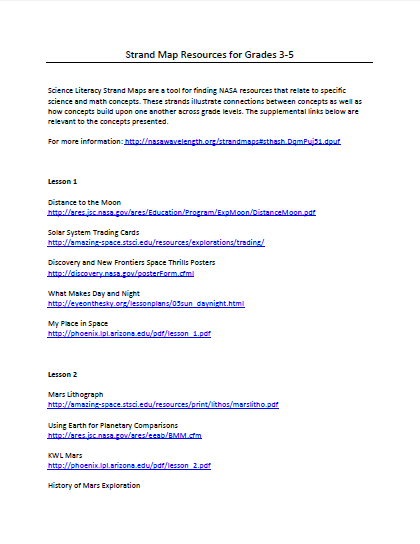 Strand Map Resources for Grades 3-5
Science Literacy Strand Maps are a tool for finding NASA resources that relate to specific
science and math concepts. These strands illustrate connections between concepts as well as
how concepts build upon one another across grade levels. The supplemental links below are
relevant to the concepts presented.
For more information: http://nasawavelength.org/strandmaps#sthash.DqmPuj51.dpuf
Lesson 1
Distance to the Moon
http://ares.jsc.nasa.gov/ares/Education/Program/ExpMoon/DistanceMoon.pdf
Solar System Trading Cards
http://amazing-space.stsci.edu/resources/explorations/trading/
Discovery and New Frontiers Space Thrills Posters
http://discovery.nasa.gov/posterForm.cfml
What Makes Day and Night
http://eyeonthesky.org/lessonplans/05sun_daynight.html
My Place in Space
http://phoenix.lpl.arizona.edu/pdf/lesson_1.pdf
Lesson 2
Mars Lithograph
http://amazing-space.stsci.edu/resources/print/lithos/marslitho.pdf
Using Earth for Planetary Comparisons
http://ares.jsc.nasa.gov/ares/eeab/BMM.cfm
KWL Mars
http://phoenix.lpl.arizona.edu/pdf/lesson_2.pdf
History of Mars Exploration